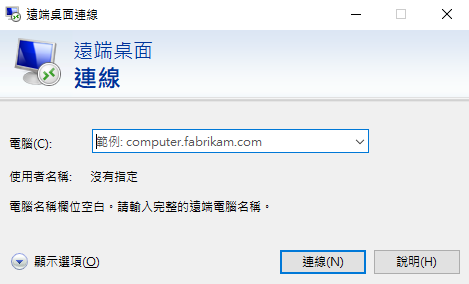 遠端桌面連線
遠端桌面
連線
電腦(C):
範例: computer.fabrikam.com
使用者名稱: 沒有指定
電腦名稱欄位空白。請輸入完整的遠端電腦名稱。
顯示選項(O)
連線(N)
說明(H)